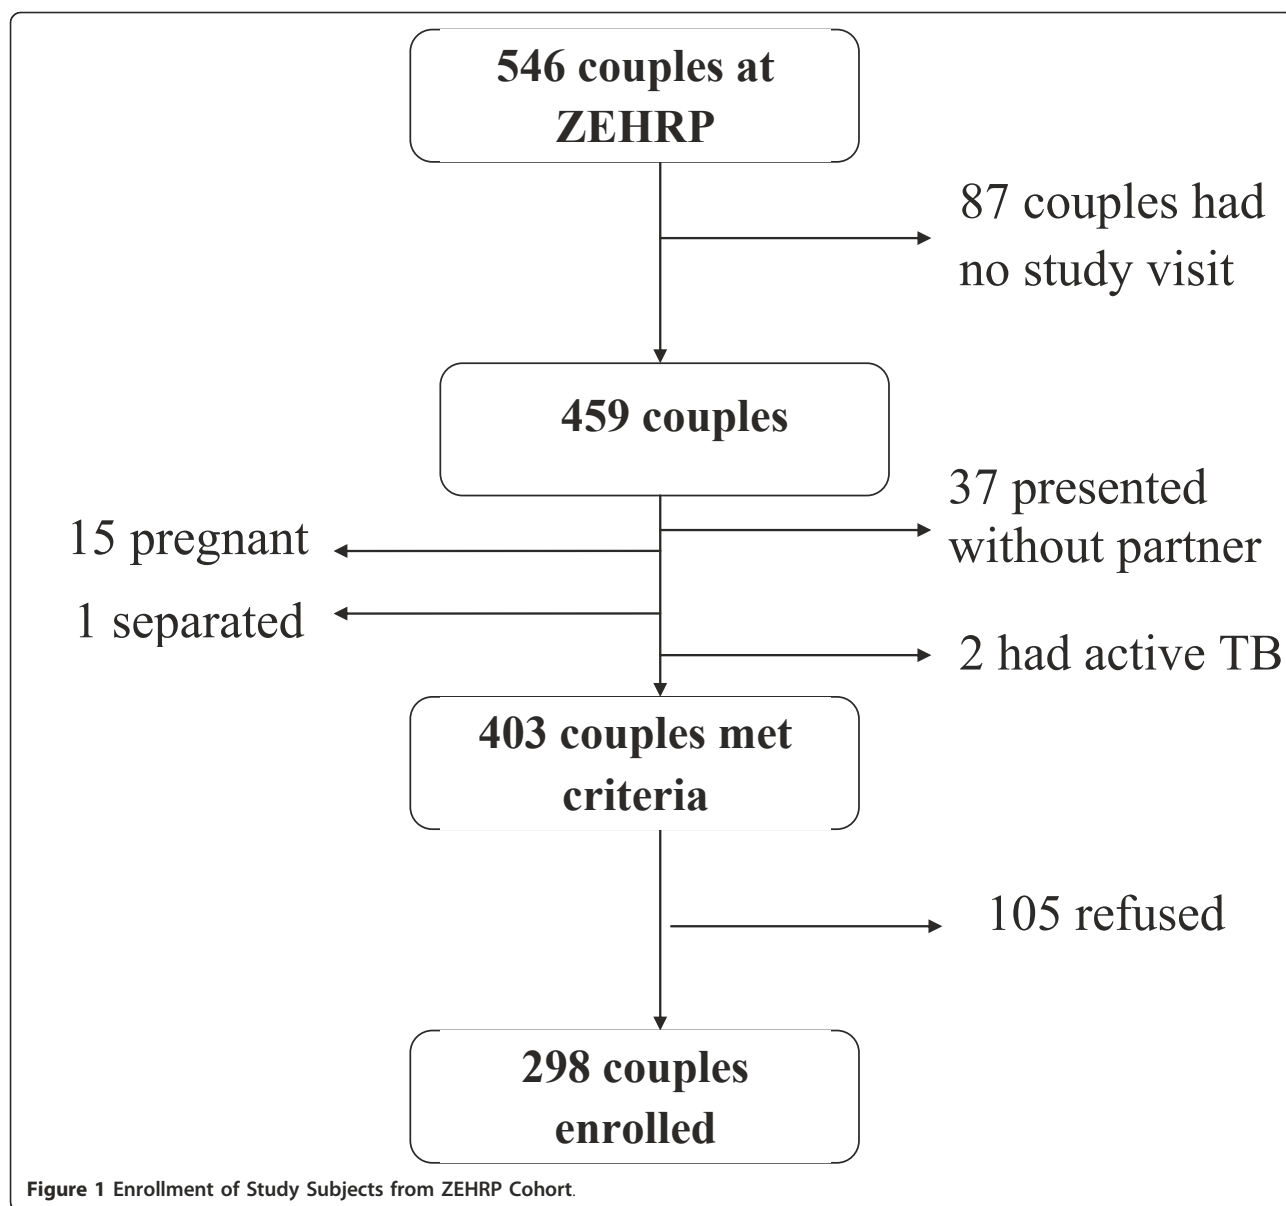 546 couples at
ZEHRP
87 couples had
no study visit
459 couples
37 presented
without partner
15 pregnant
1 separated
2 had active TB
403 couples met
criteria
105 refused
298 couples
enrolled
Figure 1 Enrollment of Study Subjects from ZEHRP Cohort.